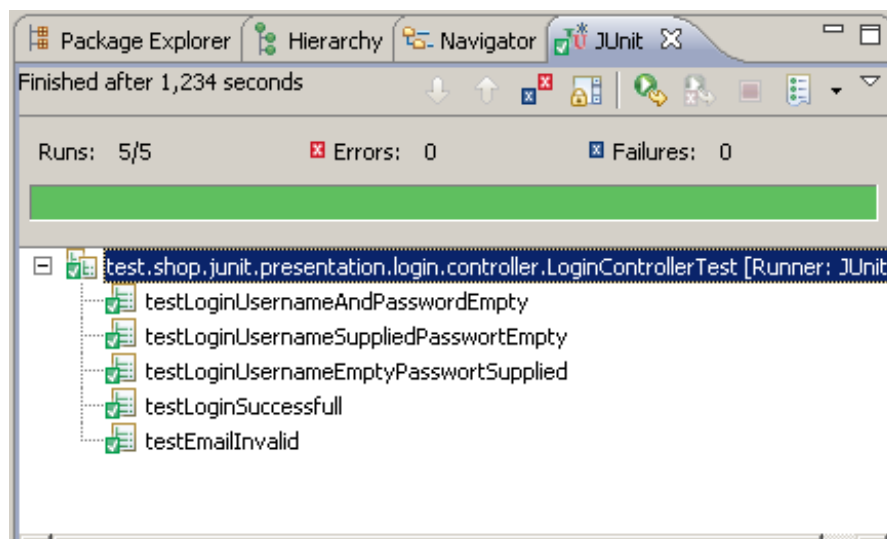 Package Explorer Hierarchy Navigator JUnit
Finished after 1,234 seconds
Runs: 5/5 Errors: 0 Failures: 0
test.shop.junit.presentation.login.controller.LoginControllerTest [Runner: JUnit
testLoginUsernameAndPasswordEmpty
testLoginUsernameSuppliedPasswortEmpty
testLoginUsernameEmptyPasswortSupplied
testLoginSuccessfull
testEmailInvalid